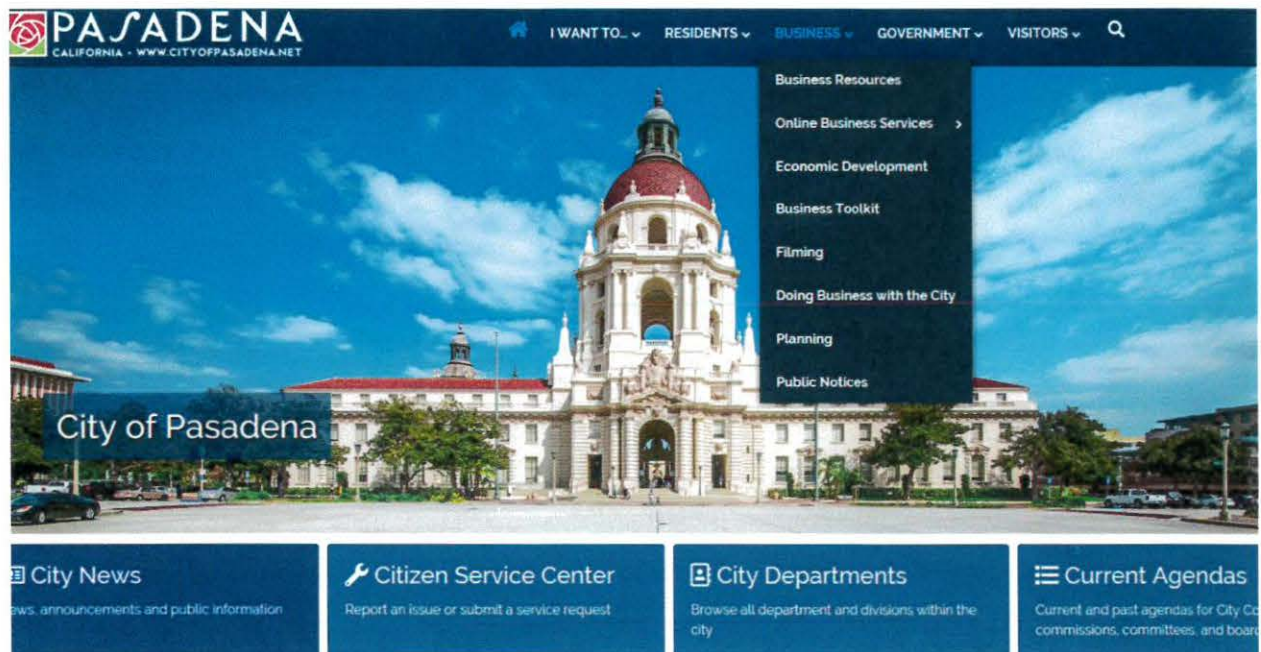 PASADENA
CALIFORNIA - WWW.CITYOFPASADENA.NET
I WANT TO... RESIDENTS BUSINESS GOVERNMENT VISITORS
Business Resources
Online Business Services >
Economic Development
Business Toolkit
Filming
Doing Business with the City
Planning
Public Notices
City of Pasadena
City News
ews, announcements and public information
Citizen Service Center
Report an issue or submit a service request
City Departments
Browse all department and divisions within the
city
Current Agendas
Current and past agendas for City Co
commissions, committees, and board